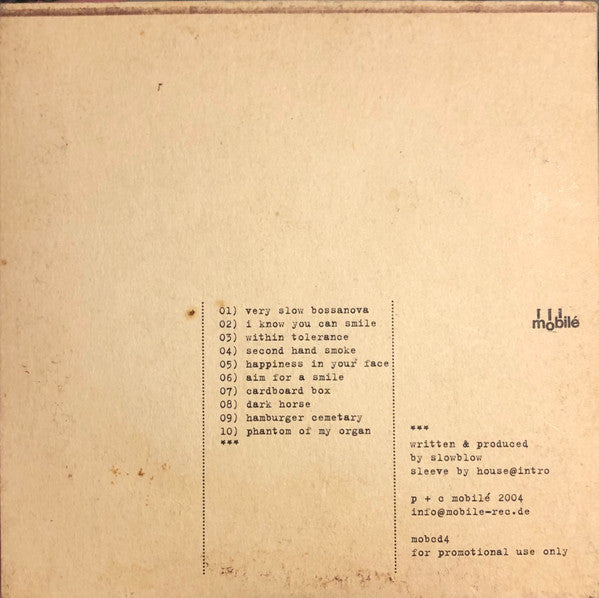 01) very slow bossanova
02) i know you can smile
03) within tolerance
04) second hand smoke
05) happiness in your face
06) aim for a smile
07) cardboard box
08) dark horse
09) hamburger cemetary
10) phantom of my organ
***
mobilé
***
written & produced
by slowblow
sleeve by house@intro
p + c mobilé 2004
info@mobile-rec.de
mobcd4
for promotional use only